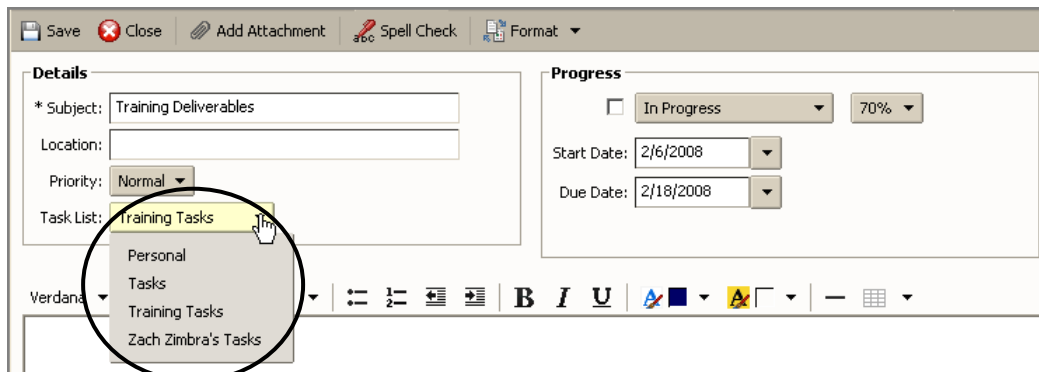 Save Close Add Attachment abc Spell Check Format
Details
* Subject: Training Deliverables
Location:
Priority: Normal
Task List: Training Tasks
Personal
Tasks
Training Tasks
Zach Zimbra's Tasks
Progress
In Progress 70%
Start Date: 2/6/2008
Due Date: 2/18/2008
Verdana B I U